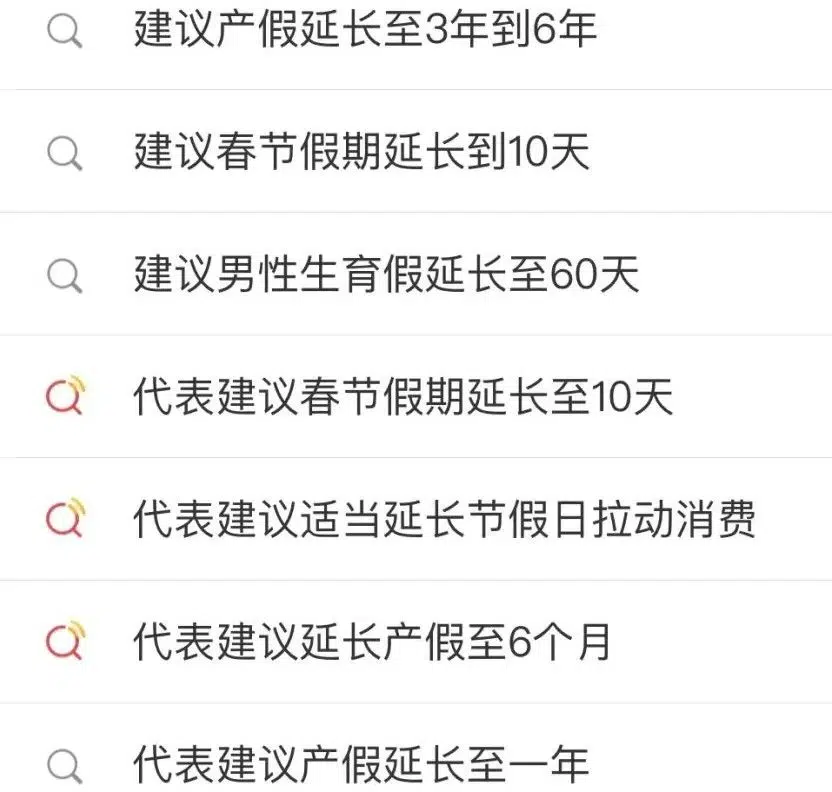 建议产假延长至3年到6年
建议春节假期延长到10天
建议男性生育假延长至60天
代表建议春节假期延长至10天
代表建议适当延长节假日拉动消费
代表建议延长产假至6个月
代表建议产假延长至一年